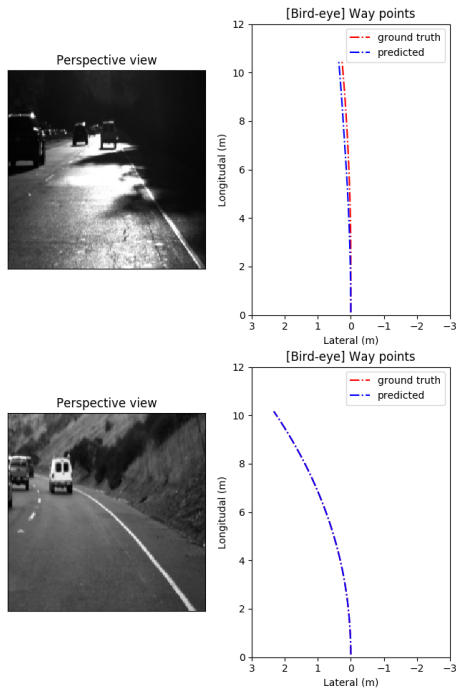 [Bird-eye] Way points
12
10
8
6
4
2
0
3 2 1 0 −1 −2 −3
Longitudal (m)
Lateral (m)
ground truth
predicted
Perspective view
[Bird-eye] Way points
12
10
8
6
4
2
0
3 2 1 0 −1 −2 −3
Longitudal (m)
Lateral (m)
ground truth
predicted
Perspective view